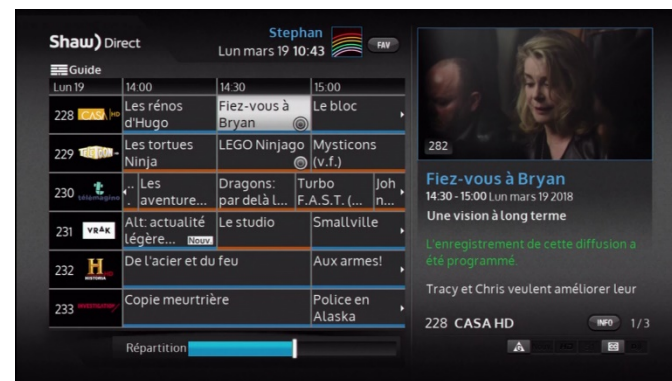 Shaw) Direct
Stephan
Lun mars 19 10:43
FAV
Guide
Lun 19 14:00 14:30 15:00
228 CASA HD Les rénos d'Hugo Fiez-vous à Bryan Le bloc
229 Les tortues Ninja LEGO Ninjago Mysticons (v.f.)
230 télémagino ... Les aventure... Dragons: par delà l... Turbo F.A.S.T. (... Joh n...
231 VRAK Alt: actualité légère... Nouv Le studio Smallville
232 H HISTORIA De l'acier et du feu Aux armes!
233 Copie meurtrière Police en Alaska
Répartition
282
Fiez-vous à Bryan
14:30 - 15:00 Lun mars 19 2018
Une vision à long terme
L'enregistrement de cette diffusion a
été programmé.
Tracy et Chris veulent améliorer leur
228 CASA HD INFO 1/3